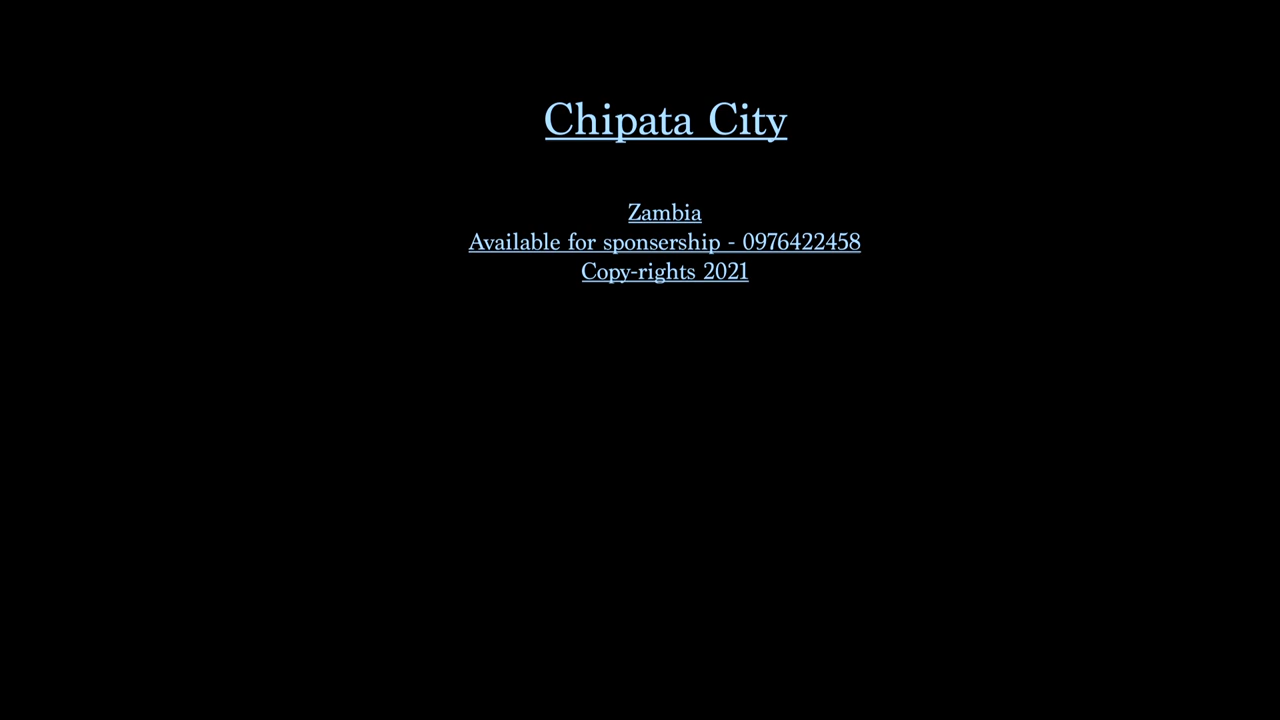 Chipata City
Zambia
Available for sponsership - 0976422458
Copy-rights 2021